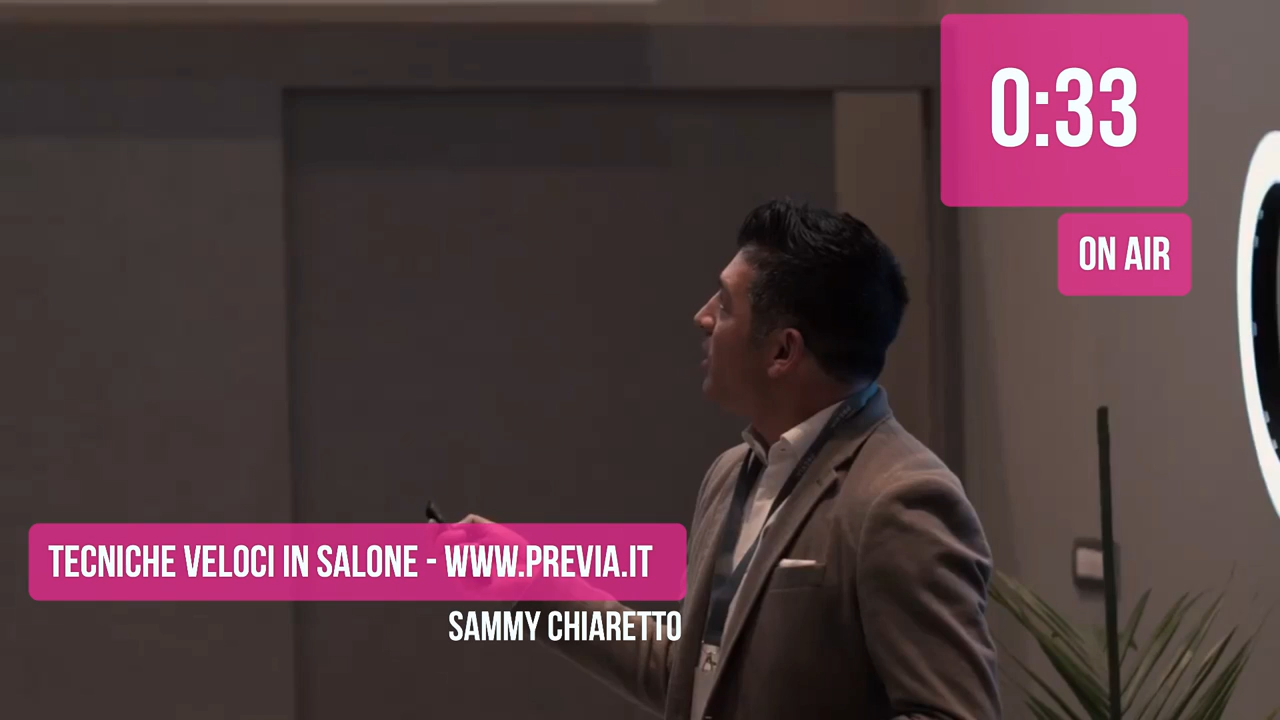 0:33
ON AIR
TECNICHE VELOCI IN SALONE - WWW.PREVIA.IT
SAMMY CHIARETTO